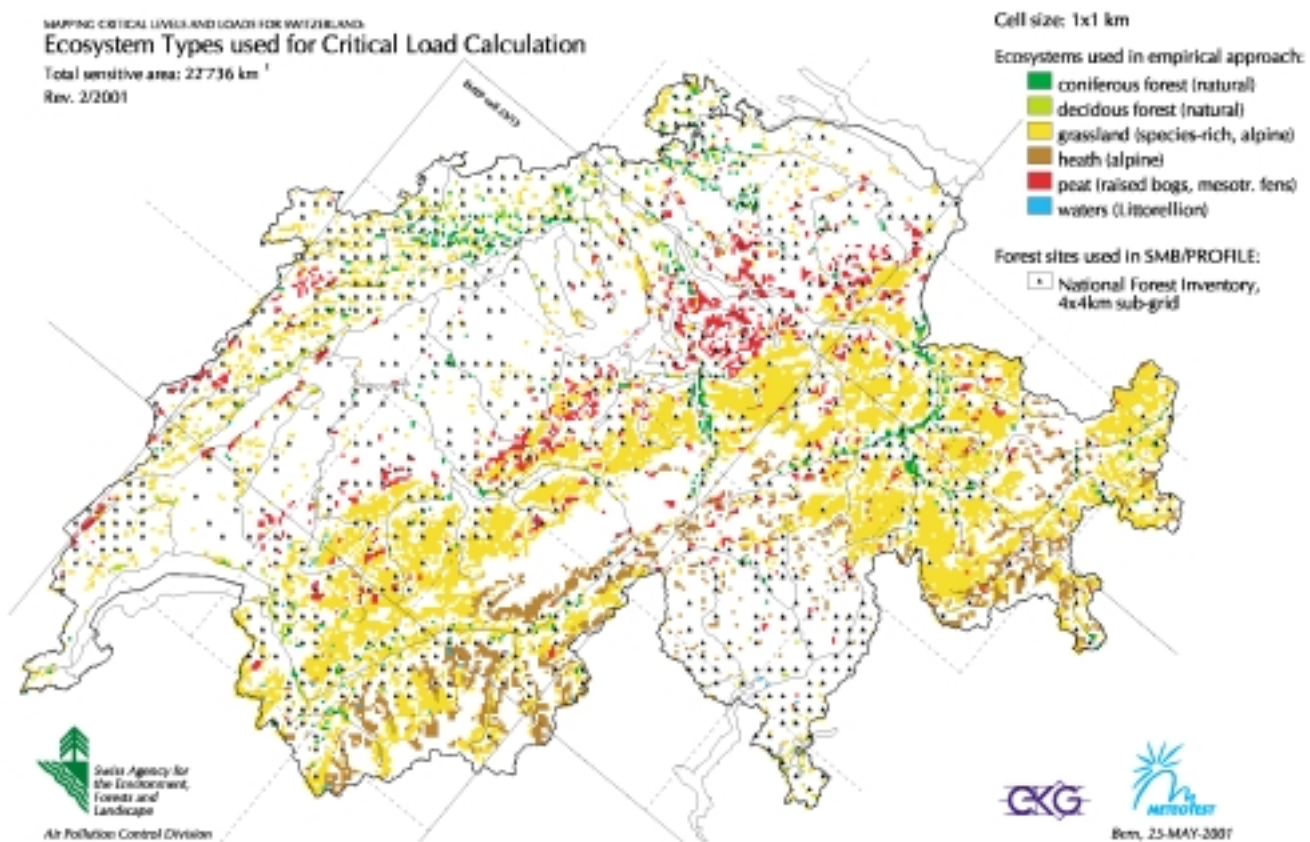 MAPPING CRITICAL LEVELS AND LOADS FOR SWITZERLAND:
Ecosystem Types used for Critical Load Calculation
Total sensitive area: 22'736 km
Rev. 2/2001
Cell size: 1x1 km
Ecosystems used in empirical approach:
coniferous forest (natural)
decidous forest (natural)
grassland (species-rich, alpine)
heath (alpine)
peat (raised bogs, mesotr. fens)
waters (Littorellion)
Forest sites used in SMB/PROFILE:
National Forest Inventory,
4x4km sub-grid
Swiss Agency for
the Environment,
Forests and
Landscape
Air Pollution Control Division
EKG
METEOTEST
Bern, 25-MAY-2001